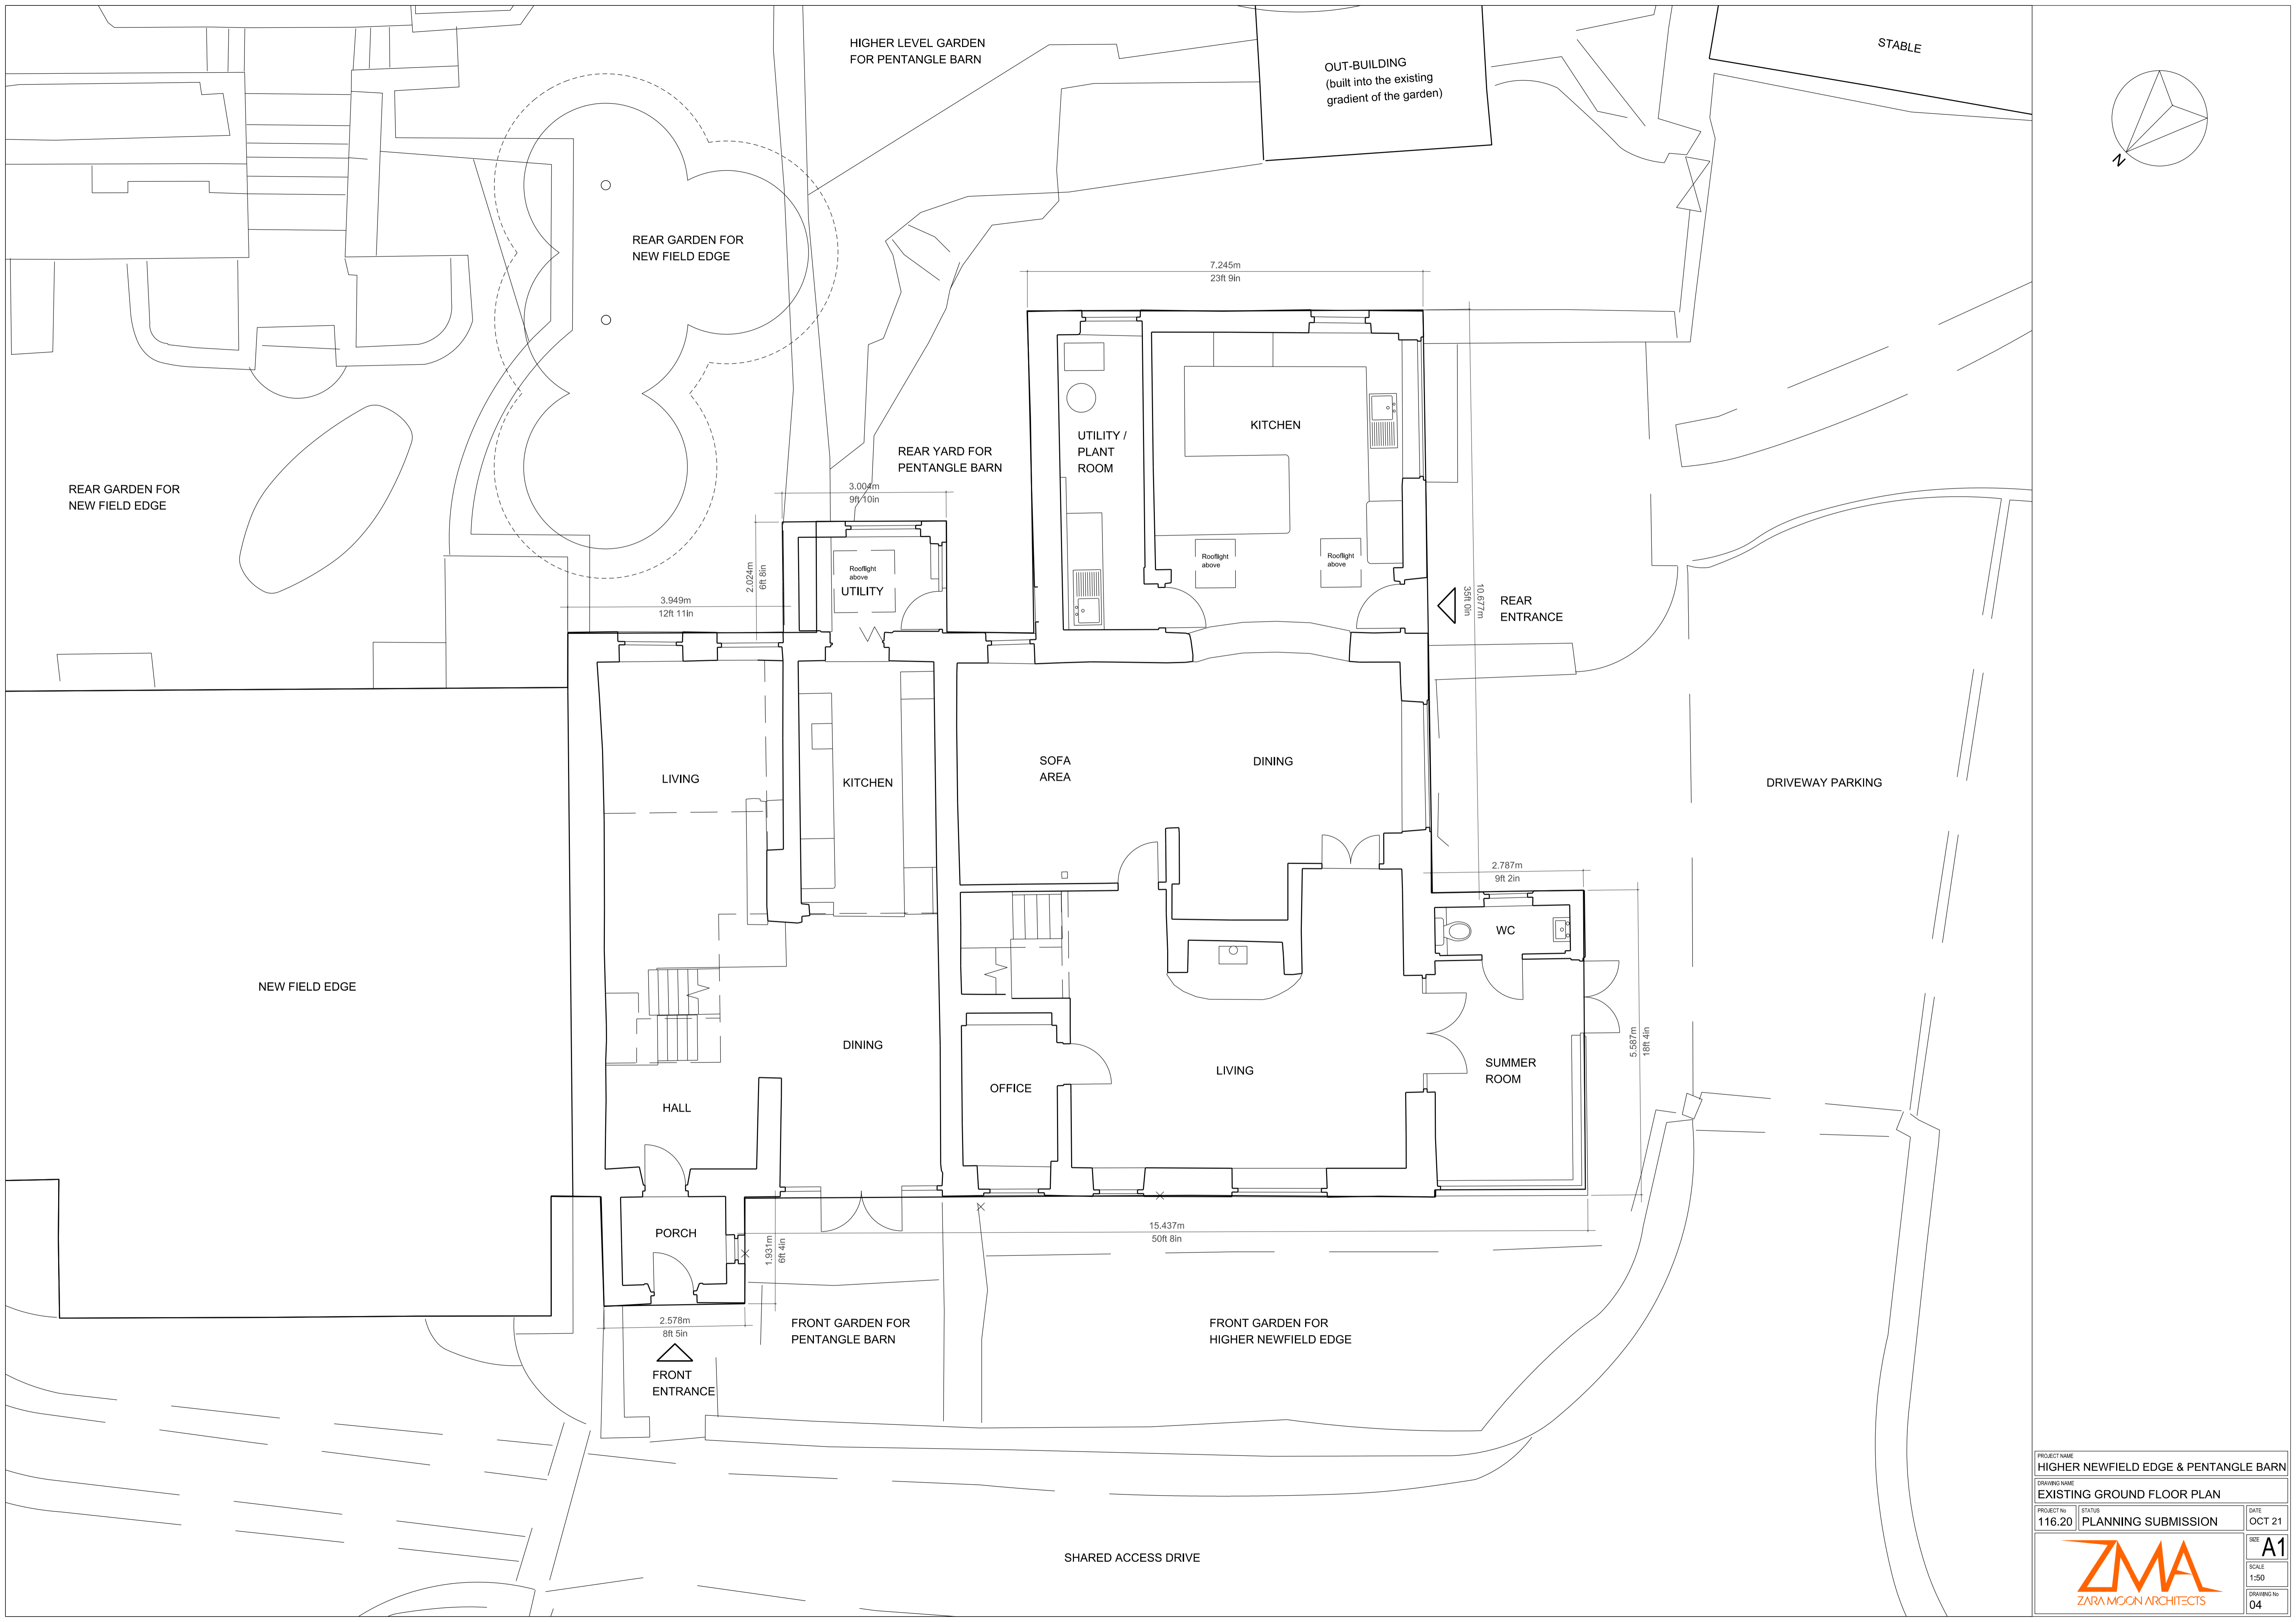 HIGHER LEVEL GARDEN
FOR PENTANGLE BARN
OUT-BUILDING
(built into the existing
gradient of the garden)
STABLE
N
REAR GARDEN FOR
NEW FIELD EDGE
7.245m
23ft 9in
REAR GARDEN FOR
NEW FIELD EDGE
REAR YARD FOR
PENTANGLE BARN
UTILITY /
PLANT
ROOM
KITCHEN
3.004m
9ft 10in
2.024m
6ft 8in
Rooflight
above
UTILITY
Rooflight
above
Rooflight
above
3.949m
12ft 11in
10.677m
35ft 0in
REAR
ENTRANCE
LIVING
KITCHEN
SOFA
AREA
DINING
DRIVEWAY PARKING
2.787m
9ft 2in
WC
NEW FIELD EDGE
DINING
HALL
OFFICE
LIVING
SUMMER
ROOM
5.587m
18ft 4in
PORCH
1.931m
6ft 4in
15.437m
50ft 8in
2.578m
8ft 5in
FRONT
ENTRANCE
FRONT GARDEN FOR
PENTANGLE BARN
FRONT GARDEN FOR
HIGHER NEWFIELD EDGE
SHARED ACCESS DRIVE
PROJECT NAME
HIGHER NEWFIELD EDGE & PENTANGLE BARN
DRAWING NAME
EXISTING GROUND FLOOR PLAN
PROJECT No
116.20
STATUS
PLANNING SUBMISSION
DATE
OCT 21
ZMA
ZARA MOON ARCHITECTS
SIZE
A1
SCALE
1:50
DRAWING No
04